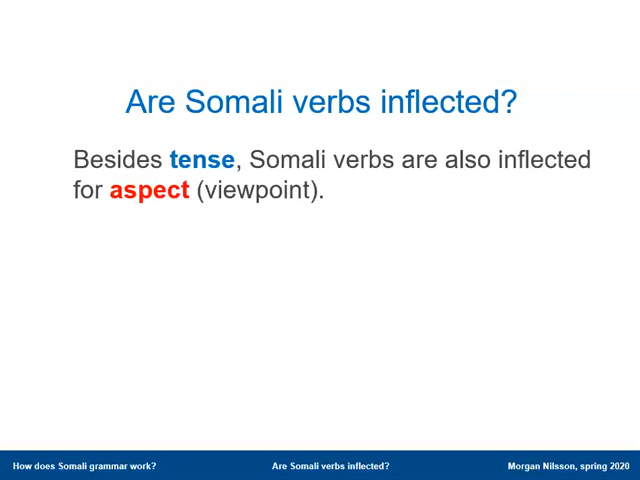 Are Somali verbs inflected?
Besides tense, Somali verbs are also inflected
for aspect (viewpoint).
How does Somali grammar work? Are Somali verbs inflected? Morgan Nilsson, spring 2020